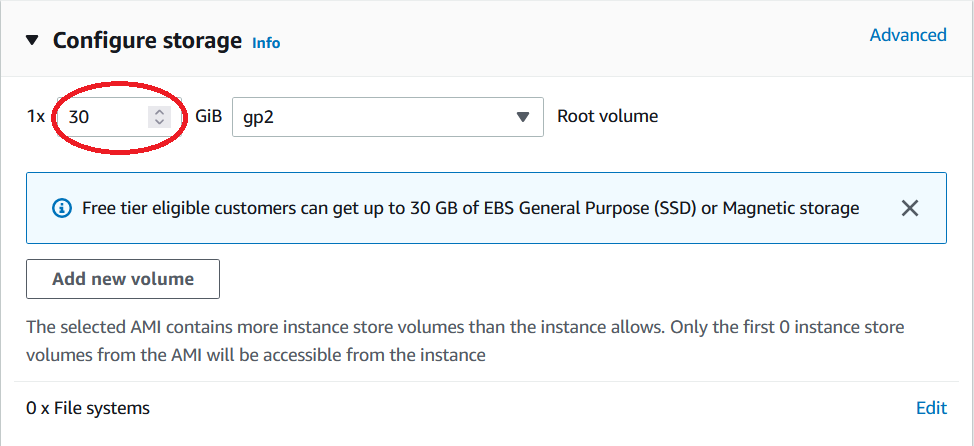 Configure storage Info Advanced
1x 30 GiB gp2 Root volume
Free tier eligible customers can get up to 30 GB of EBS General Purpose (SSD) or Magnetic storage
Add new volume
The selected AMI contains more instance store volumes than the instance allows. Only the first 0 instance store
volumes from the AMI will be accessible from the instance
0 x File systems Edit